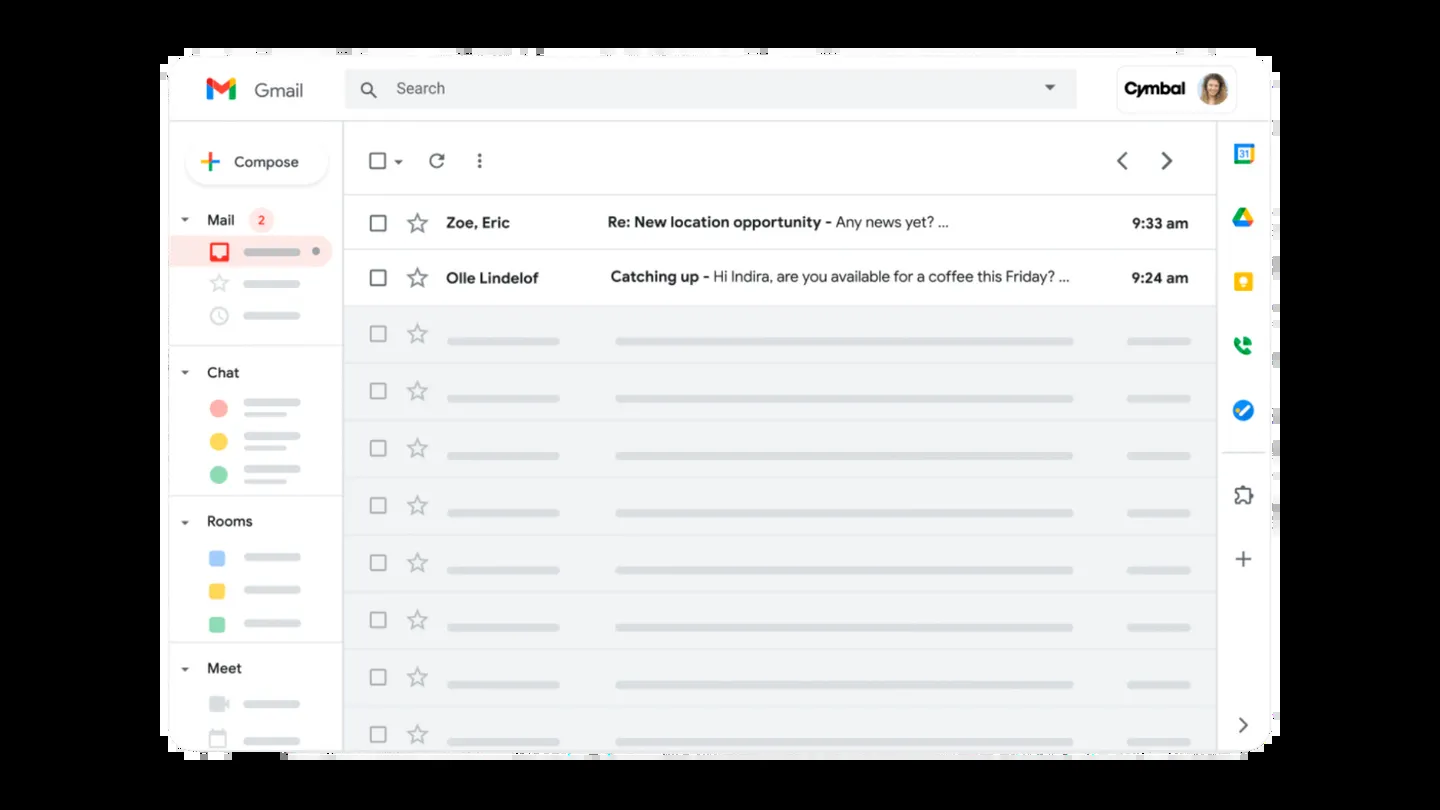 Gmail
Search
Cymbal
Compose
31
Mail 2
Zoe, Eric Re: New location opportunity - Any news yet? ... 9:33 am
Olle Lindelof Catching up - Hi Indira, are you available for a coffee this Friday? ... 9:24 am
Chat
Rooms
Meet